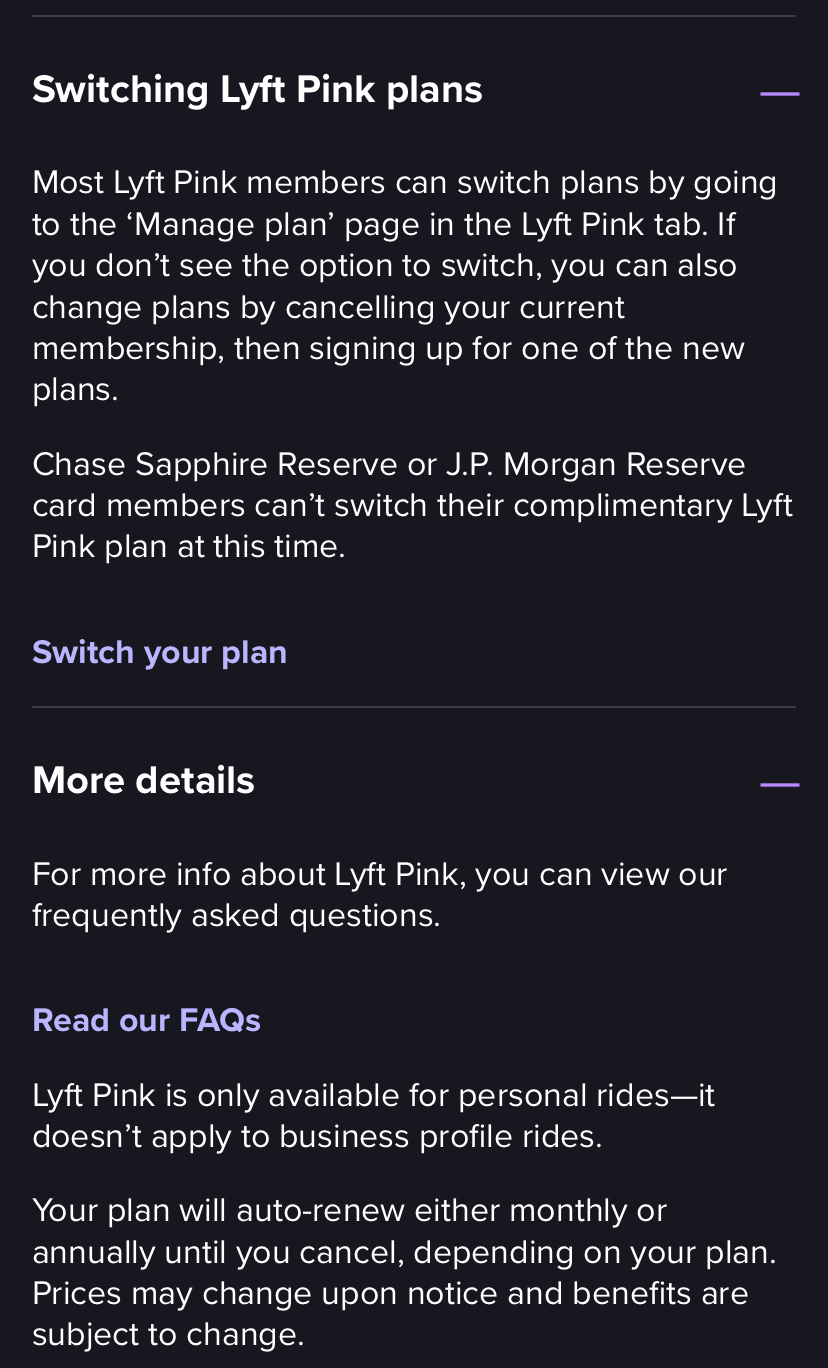 Switching Lyft Pink plans
Most Lyft Pink members can switch plans by going
to the ‘Manage plan’ page in the Lyft Pink tab. If
you don’t see the option to switch, you can also
change plans by cancelling your current
membership, then signing up for one of the new
plans.
Chase Sapphire Reserve or J.P. Morgan Reserve
card members can’t switch their complimentary Lyft
Pink plan at this time.
Switch your plan
More details
For more info about Lyft Pink, you can view our
frequently asked questions.
Read our FAQs
Lyft Pink is only available for personal rides—it
doesn’t apply to business profile rides.
Your plan will auto-renew either monthly or
annually until you cancel, depending on your plan.
Prices may change upon notice and benefits are
subject to change.